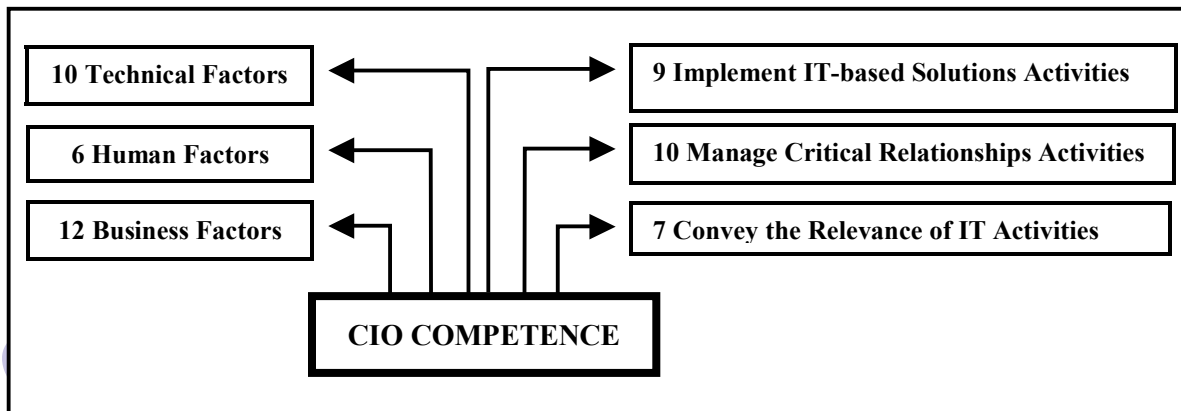 10 Technical Factors
6 Human Factors
12 Business Factors
9 Implement IT-based Solutions Activities
10 Manage Critical Relationships Activities
7 Convey the Relevance of IT Activities
CIO COMPETENCE